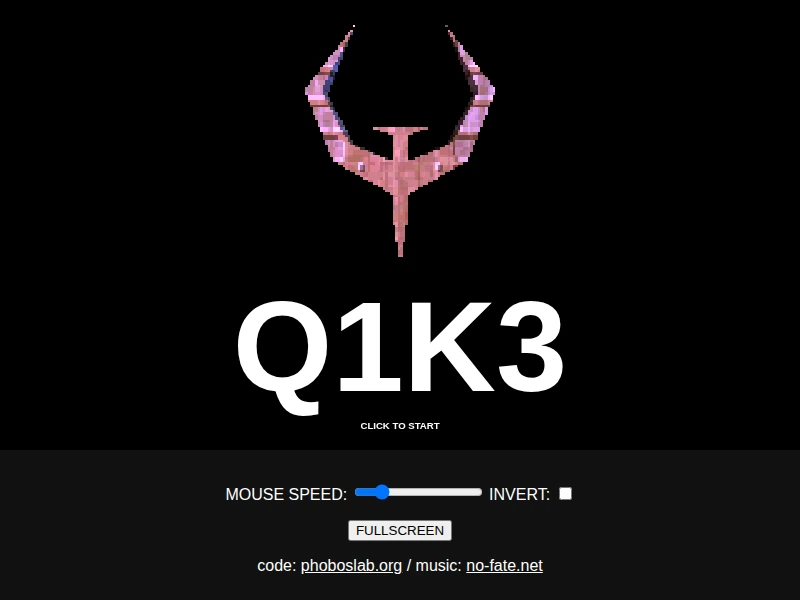 Q1K3
CLICK TO START
MOUSE SPEED: INVERT:
FULLSCREEN
code: phoboslab.org / music: no-fate.net